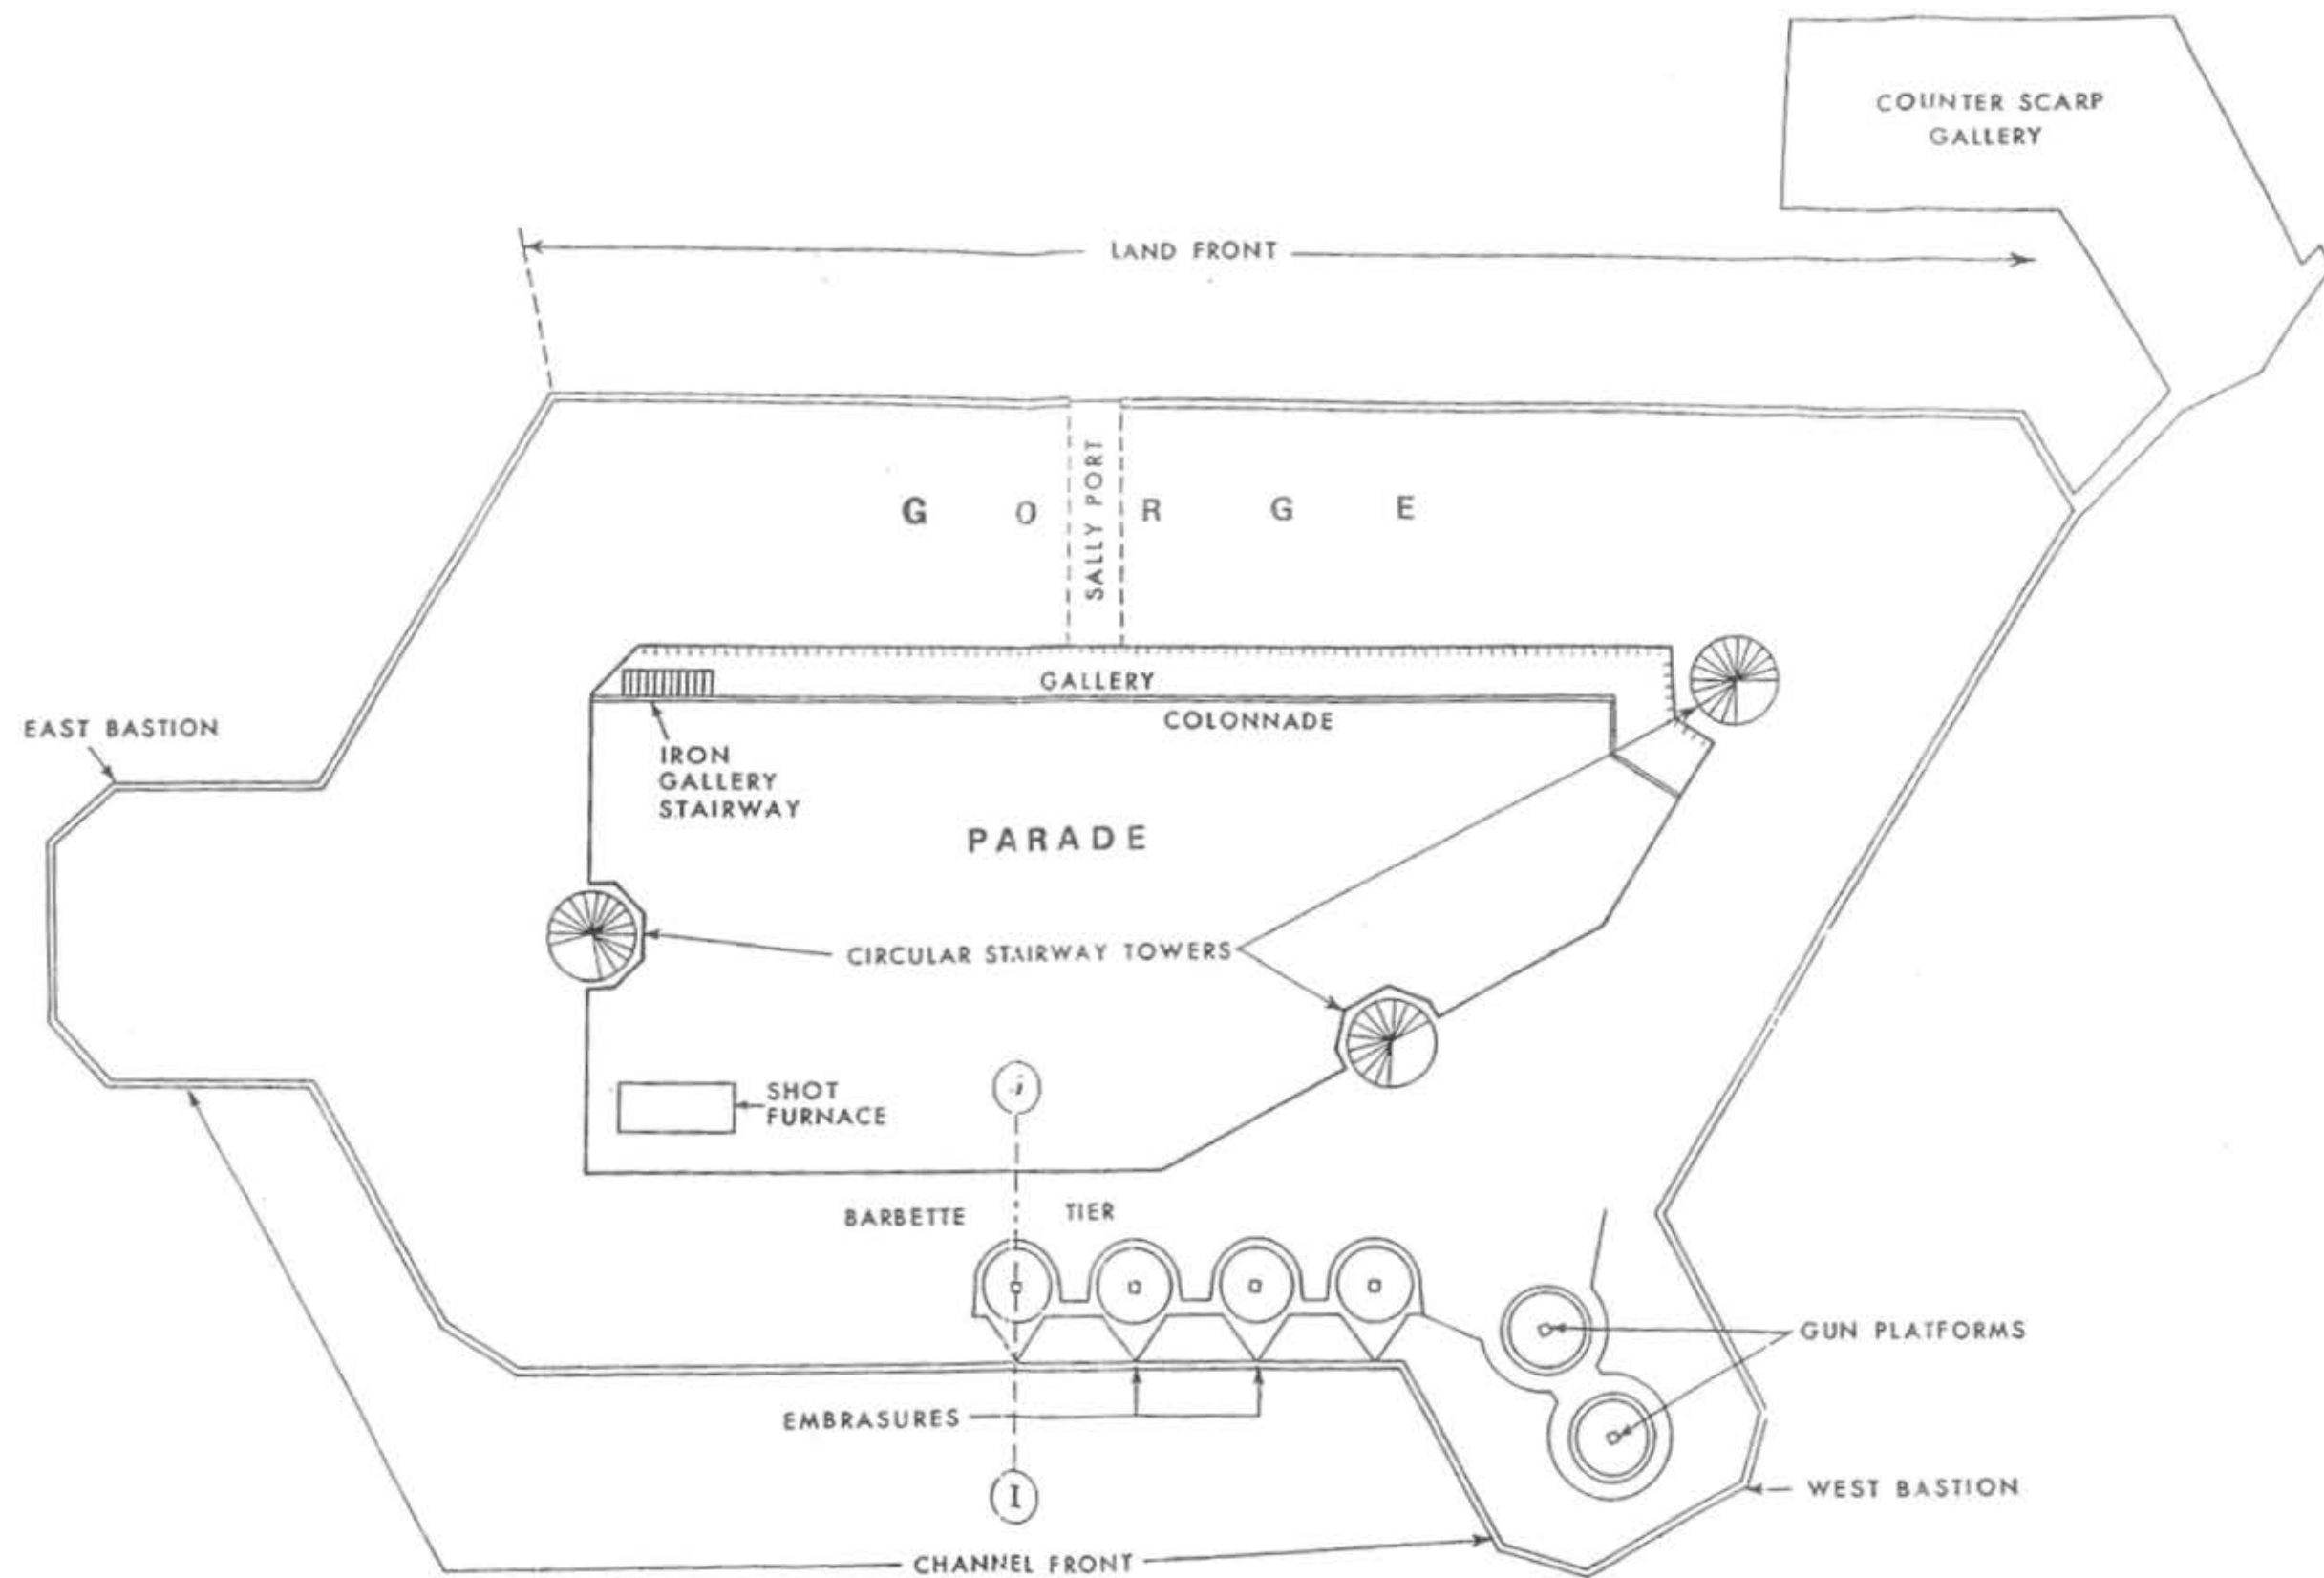 COUNTER SCARP
GALLERY
LAND FRONT
SALLY PORT
G O R G E
GALLERY
COLONNADE
EAST BASTION
IRON
GALLERY
STAIRWAY
PARADE
CIRCULAR STAIRWAY TOWERS
SHOT
FURNACE
BARBETTE TIER
GUN PLATFORMS
EMBRASURES
WEST BASTION
I
CHANNEL FRONT